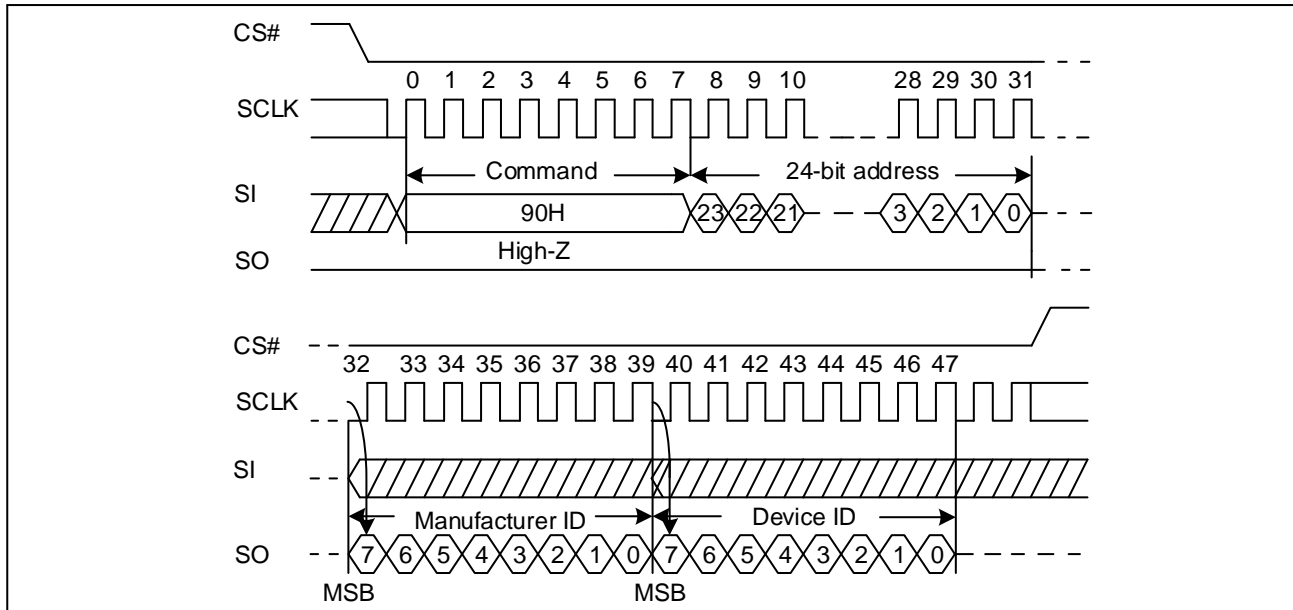 CS#
0 1 2 3 4 5 6 7 8 9 10 28 29 30 31
SCLK
Command 24-bit address
SI
90H 23 22 21 3 2 1 0
High-Z
SO
CS#
32 33 34 35 36 37 38 39 40 41 42 43 44 45 46 47
SCLK
SI
Manufacturer ID Device ID
SO 7 6 5 4 3 2 1 0 7 6 5 4 3 2 1 0
MSB MSB